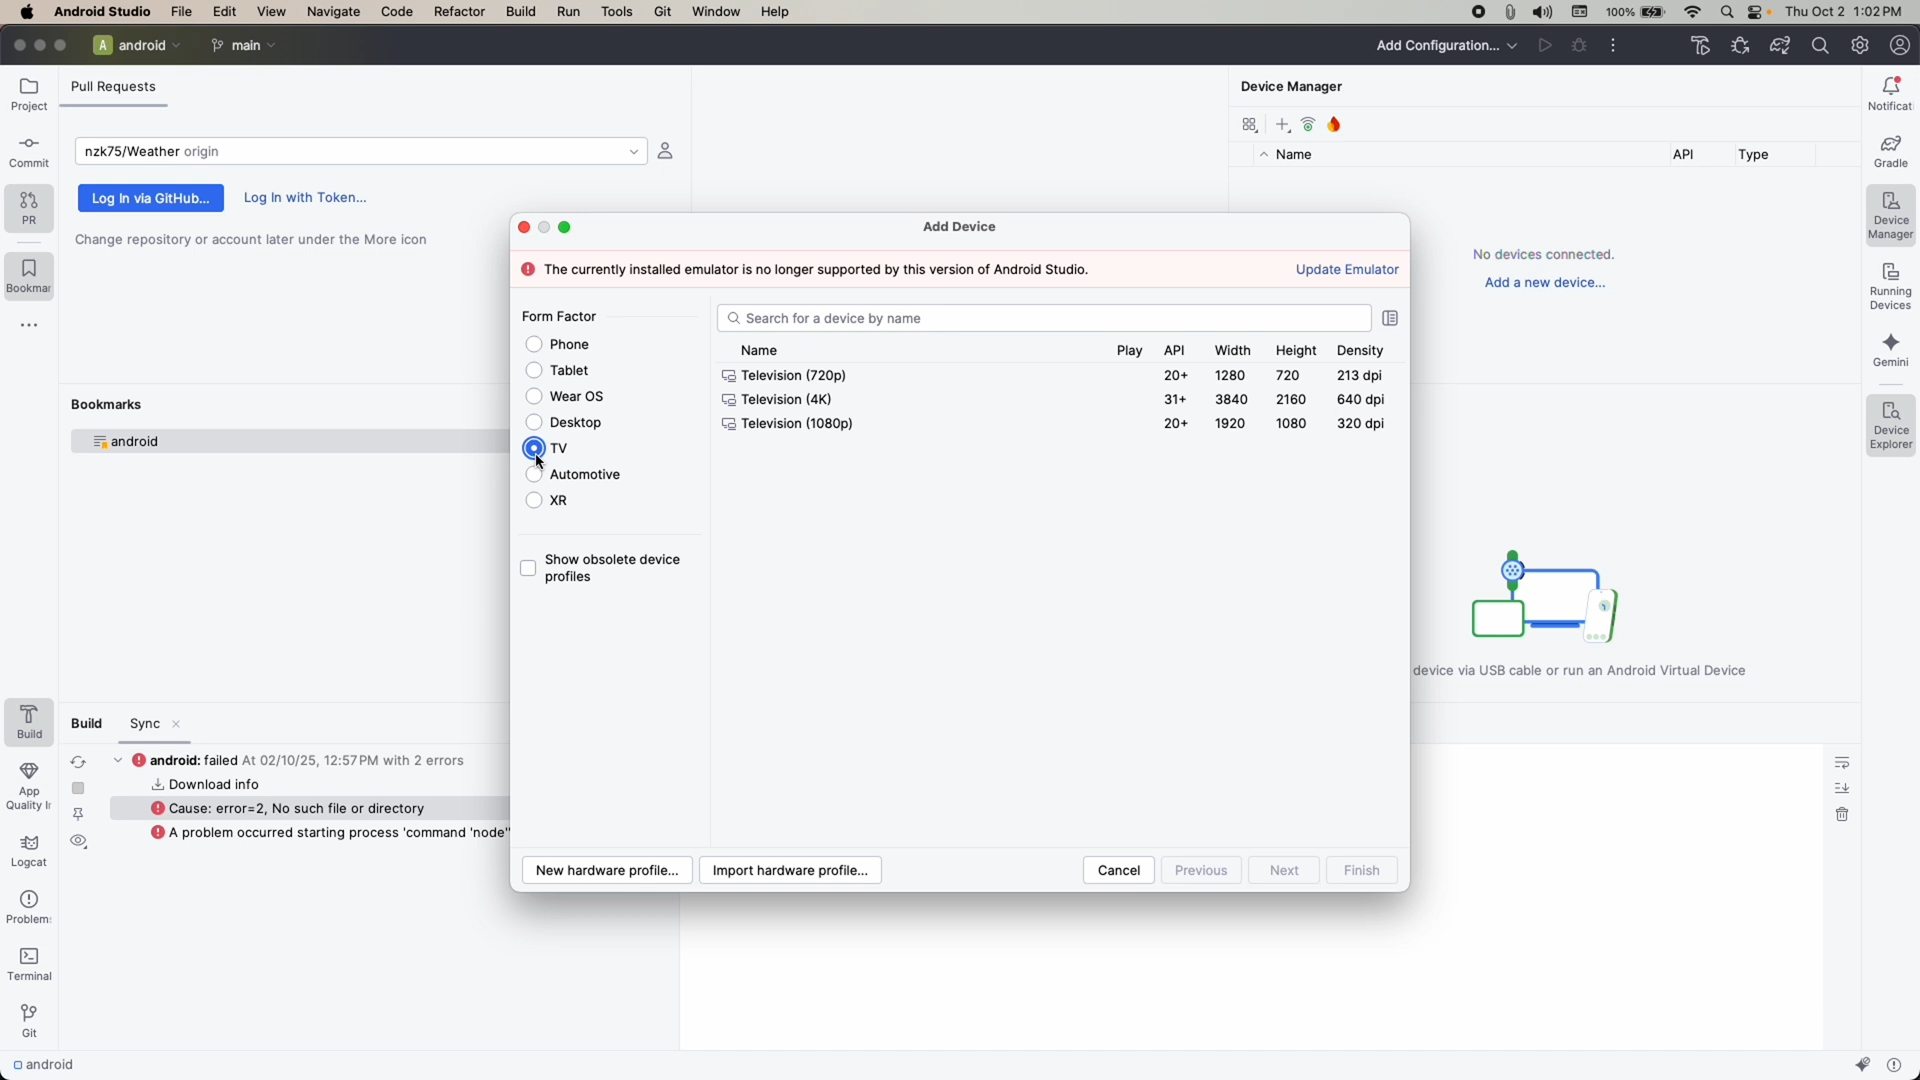 Android Studio File Edit View Navigate Code Refactor Build Run Tools Git Window Help 100% Thu Oct 2 1:02 PM
A android main Add Configuration...
Project
Commit
PR
Bookmar
Pull Requests
nzk75/Weather origin
Log In via GitHub... Log In with Token...
Change repository or account later under the More icon
Bookmarks
android
Device Manager
Name API Type
No devices connected.
Add a new device...
device via USB cable or run an Android Virtual Device
Notificat
Gradle
Device
Manager
Running
Devices
Gemini
Device
Explorer
Add Device
The currently installed emulator is no longer supported by this version of Android Studio. Update Emulator
Form Factor
Phone
Tablet
Wear OS
Desktop
TV
Automotive
XR
Show obsolete device
profiles
Search for a device by name
Name Play API Width Height Density
Television (720p) 20+ 1280 720 213 dpi
Television (4K) 31+ 3840 2160 640 dpi
Television (1080p) 20+ 1920 1080 320 dpi
New hardware profile... Import hardware profile... Cancel Previous Next Finish
Build
App
Quality In
Logcat
Problem
Terminal
Git
Build Sync
android: failed At 02/10/25, 12:57 PM with 2 errors
Download info
Cause: error=2, No such file or directory
A problem occurred starting process 'command 'node''
android